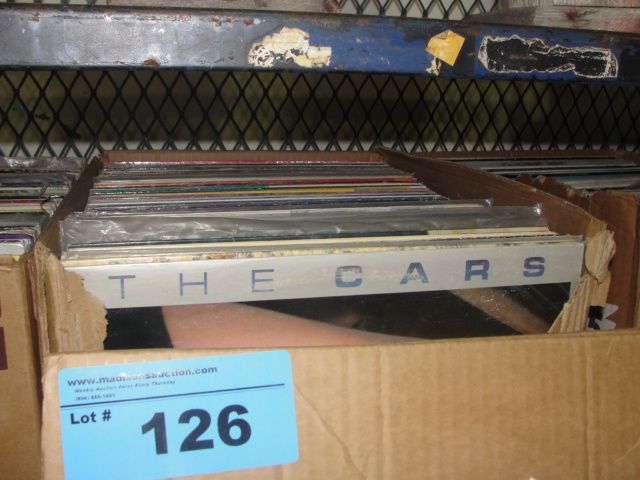 THE CARS
www.madisonsauction.com
Weekly Auction Sales Every Thursday
Lot # 126